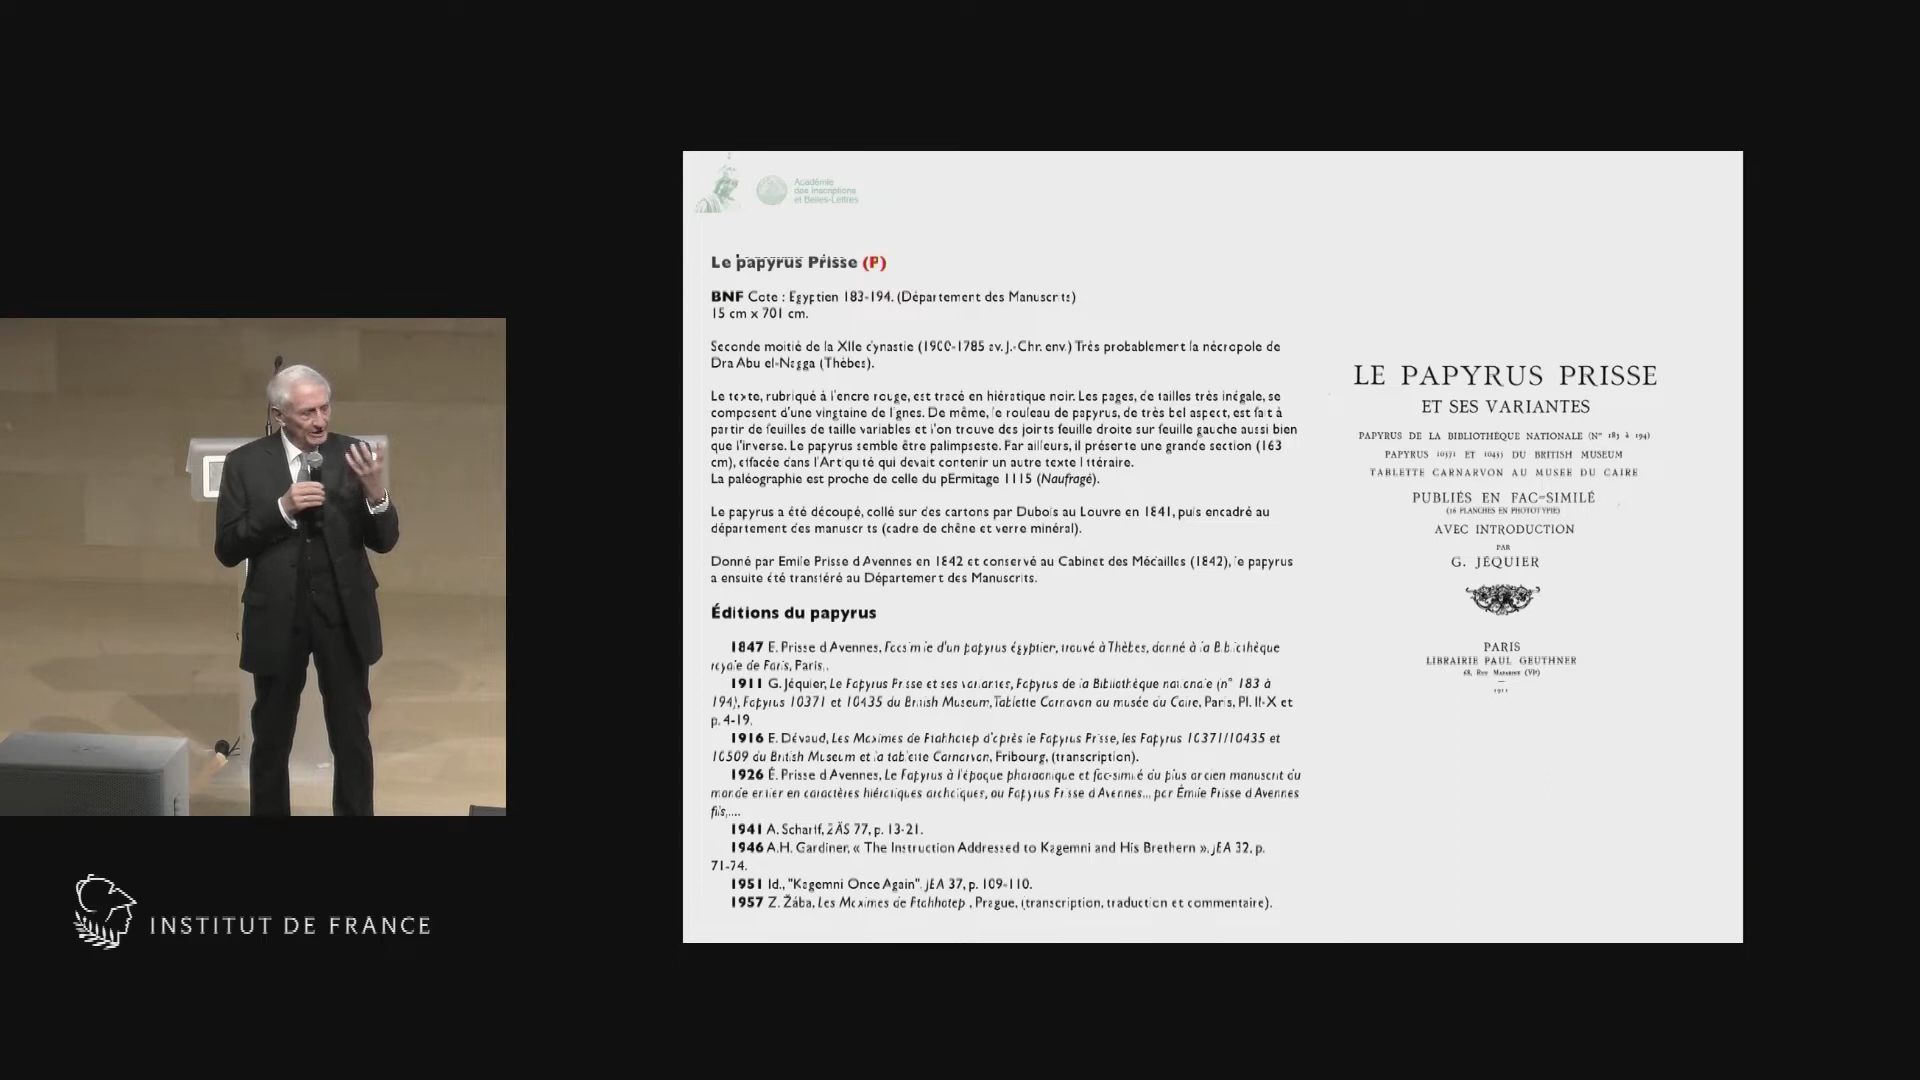 Académie
des Inscriptions
et Belles-Lettres
Le papyrus Prisse (P)
BNF Cote : Egyptien 183-194. (Département des Manuscrits)
15 cm x 701 cm.
Seconde moitié de la XIIe dynastie (1900-1785 av. J.-Chr. env.) Très probablement la nécropole de
Dra Abu el-Nagga (Thèbes).
Le texte, rubriqué à l'encre rouge, est tracé en hiératique noir. Les pages, de tailles très inégale, se
composent d'une vingtaine de lignes. De même, le rouleau de papyrus, de très bel aspect, est fait à
partir de feuilles de taille variables et l'on trouve des joints feuille droite sur feuille gauche aussi bien
que l'inverse. Le papyrus semble être palimpseste. Par ailleurs, il présente une grande section (163
cm), effacée dans l'Antiquité qui devait contenir un autre texte littéraire.
La paléographie est proche de celle du pErmitage 1115 (Naufragé).
Le papyrus a été découpé, collé sur des cartons par Dubois au Louvre en 1841, puis encadré au
département des manuscrits (cadre de chêne et verre minéral).
Donné par Emile Prisse d Avennes en 1842 et conservé au Cabinet des Médailles (1842), le papyrus
a ensuite été transféré au Département des Manuscrits.
Éditions du papyrus
1847 E. Prisse d Avennes, Facsimile d'un papyrus égyptien, trouvé à Thèbes, donné à la Bibliothèque
royale de Paris, Paris,.
1911 G. Jéquier, Le Papyrus Prisse et ses variantes, Papyrus de la Bibliothèque nationale (n° 183 à
194), Papyrus 10371 et 10435 du British Museum, Tablette Carnavon au musée du Caire, Paris, Pl. II-X et
p. 4-19.
1916 E. Dévaud, Les Maximes de Ptahhotep d'après le Papyrus Prisse, les Papyrus 10371/10435 et
10509 du British Museum et la tablette Carnarvon, Fribourg, (transcription).
1926 É. Prisse d Avennes, Le Papyrus à l'époque pharaonique et fac-similé du plus ancien manuscrit du
monde entier en caractères hiératiques archaïques, ou Papyrus Prisse d Avennes... par Émile Prisse d Avennes
fils,....
1941 A. Scharff, ZÄS 77, p. 13-21.
1946 A.H. Gardiner, « The Instruction Addressed to Kagemni and His Brethern », JEA 32, p.
71-74.
1951 Id., "Kagemni Once Again", JEA 37, p. 109-110.
1957 Z. Žába, Les Maximes de Ptahhotep , Prague, (transcription, traduction et commentaire).
LE PAPYRUS PRISSE
ET SES VARIANTES
PAPYRUS DE LA BIBLIOTHÈQUE NATIONALE (Nos 183 à 194)
PAPYRUS 10371 ET 10435 DU BRITISH MUSEUM
TABLETTE CARNARVON AU MUSEE DU CAIRE
PUBLIÉS EN FAC-SIMILÉ
(16 PLANCHES EN PHOTOTYPIE)
AVEC INTRODUCTION
PAR
G. JÉQUIER
PARIS
LIBRAIRIE PAUL GEUTHNER
68, Rue Mazarine (VIe)
1911
INSTITUT DE FRANCE